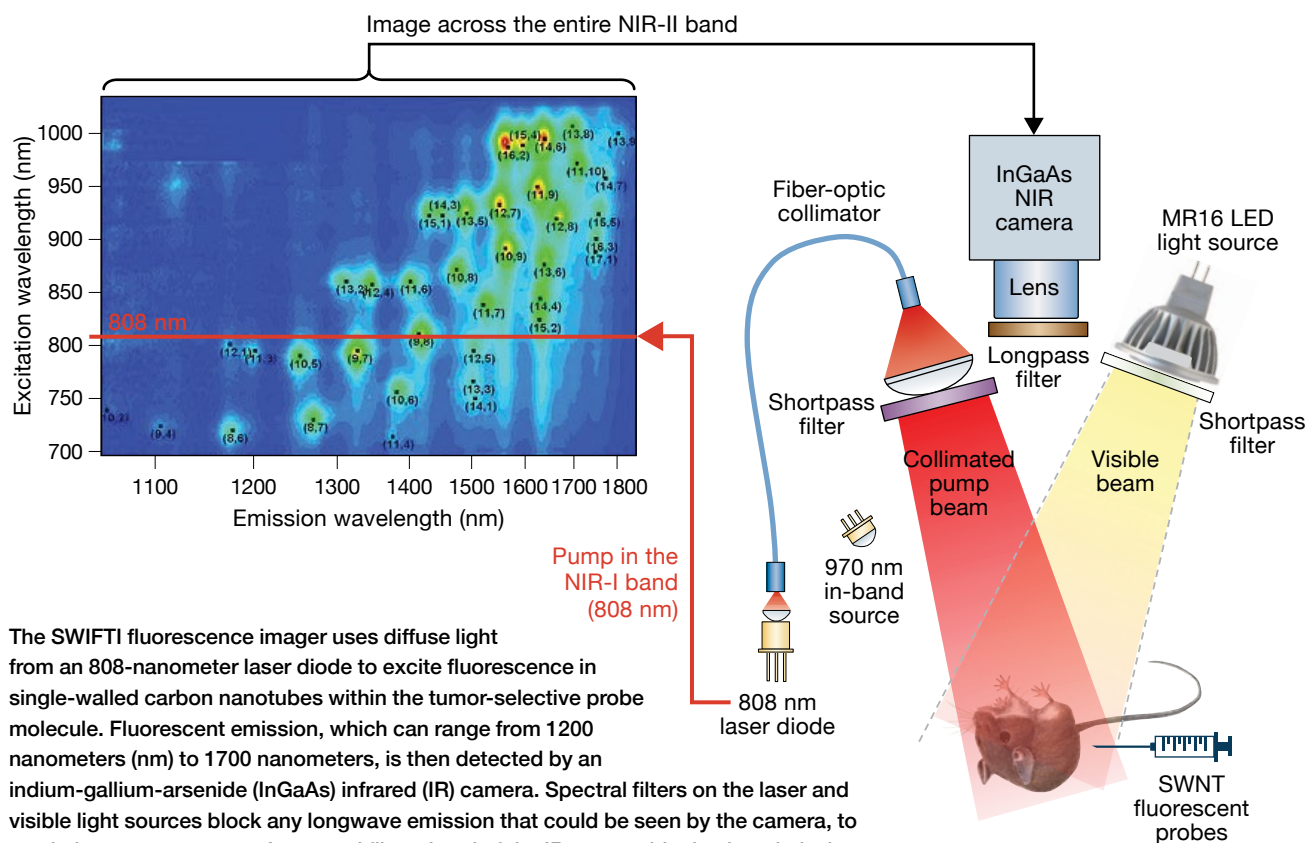 Image across the entire NIR-II band
Excitation wavelength (nm)
1000
950
900
850
800
750
700
808 nm
(15,4)
(16,2)
(14,6)
(13,8)
(13,9
(11,10)
(14,7)
(11,9)
(14,3)
(15,1)
(13,5)
(12,7)
(12,8)
(15,5)
(16,3)
(17,1)
(10,9)
(13,6)
(10,8)
(13,2)
(12,4)
(11,6)
(11,7)
(14,4)
(15,2)
(9,8)
(12,1)
(11,3)
(10,5)
(9,7)
(12,5)
(10,6)
(13,3)
(14,1)
10,2)
(9,4)
(8,6)
(8,7)
(11,4)
1100
1200
1300
1400
1500
1600
1700
1800
Emission wavelength (nm)
Pump in the
NIR-I band
(808 nm)
Fiber-optic
collimator
InGaAs
NIR
camera
Lens
Longpass
filter
MR16 LED
light source
Shortpass
filter
Shortpass
filter
Collimated
pump
beam
Visible
beam
970 nm
in-band
source
808 nm
laser diode
SWNT
fluorescent
probes
The SWIFTI fluorescence imager uses diffuse light
from an 808-nanometer laser diode to excite fluorescence in
single-walled carbon nanotubes within the tumor-selective probe
molecule. Fluorescent emission, which can range from 1200
nanometers (nm) to 1700 nanometers, is then detected by an
indium-gallium-arsenide (InGaAs) infrared (IR) camera. Spectral filters on the laser and
visible light sources block any longwave emission that could be seen by the camera, to